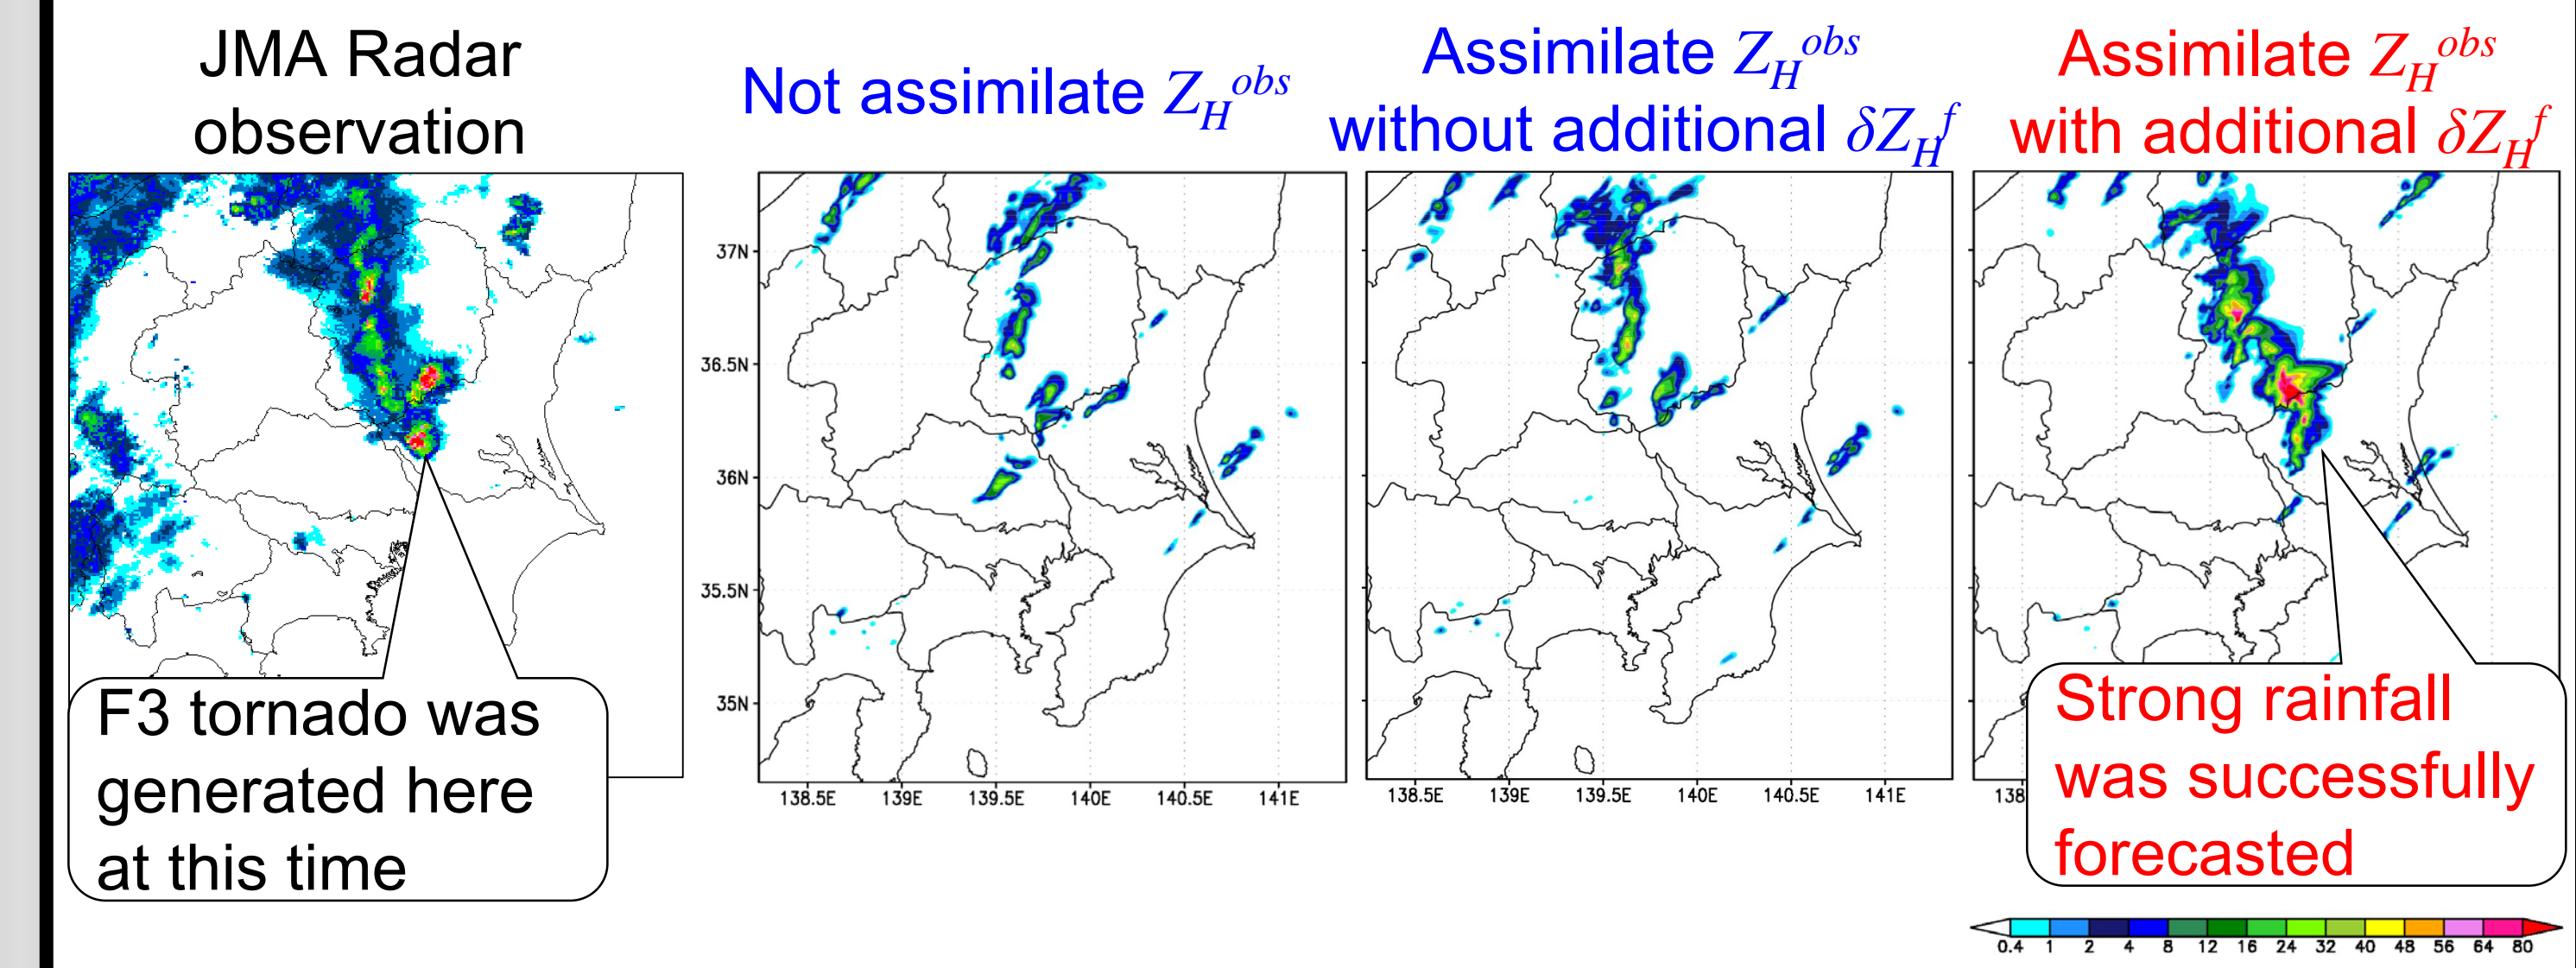 JMA Radar
observation
Not assimilate Z_H^obs
Assimilate Z_H^obs
without additional δZ_H^f
Assimilate Z_H^obs
with additional δZ_H^f
37N
36.5N
36N
35.5N
35N
138.5E 139E 139.5E 140E 140.5E 141E
138.5E 139E 139.5E 140E 140.5E 141E
138
F3 tornado was
generated here
at this time
Strong rainfall
was successfully
forecasted
0.4 1 2 4 8 12 16 24 32 40 48 56 64 80